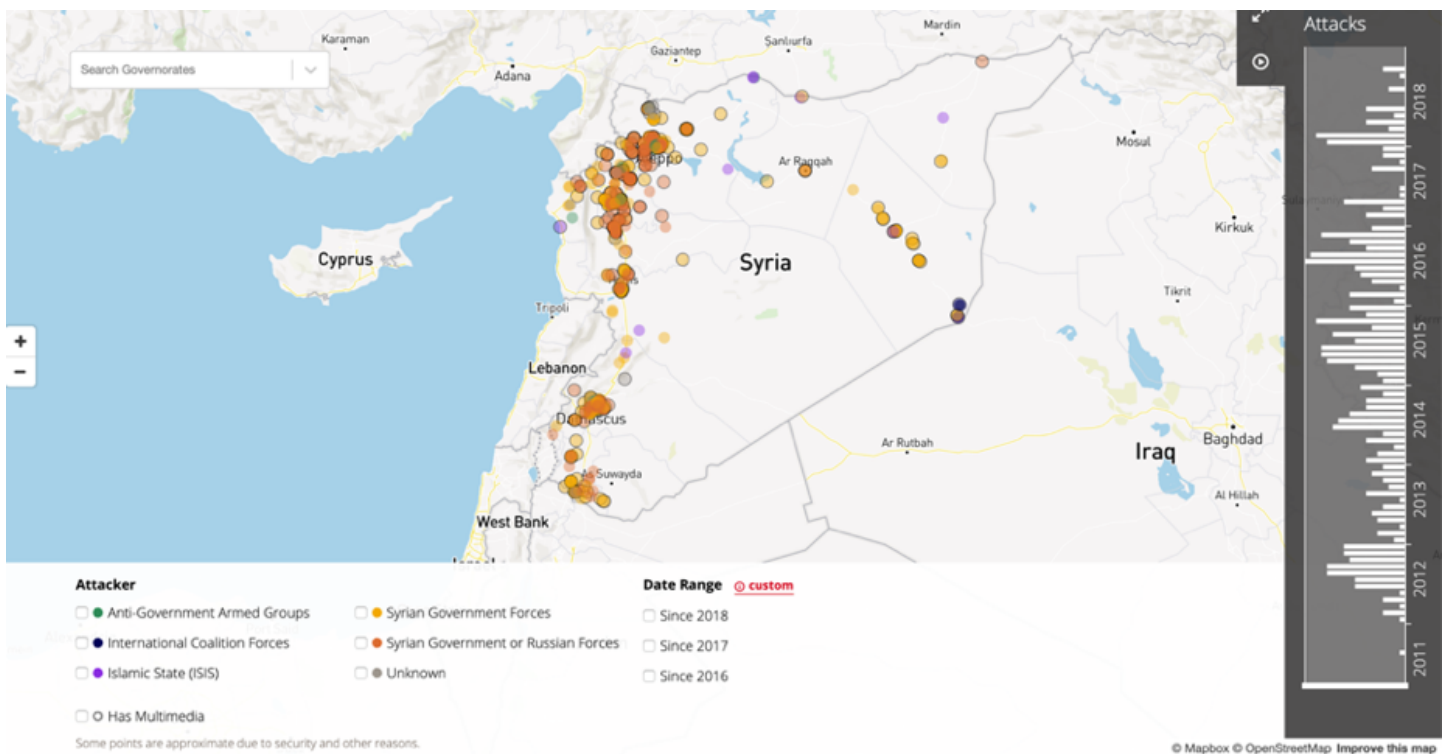 Search Governorates
Karaman
Adana
Gaziantep
Şanlıurfa
Mardin
Attacks
Mosul
Ar Raqqah
Kirkuk
Cyprus
Syria
Tikrit
Tripoli
Lebanon
Damascus
Ar Rutbah
Baghdad
Iraq
As Suwayda
Al Hillah
West Bank
+
−
2018
2017
2016
2015
2014
2013
2012
2011
Attacker
Anti-Government Armed Groups
International Coalition Forces
Islamic State (ISIS)
Has Multimedia
Syrian Government Forces
Syrian Government or Russian Forces
Unknown
Date Range custom
Since 2018
Since 2017
Since 2016
Some points are approximate due to security and other reasons.
© Mapbox © OpenStreetMap Improve this map